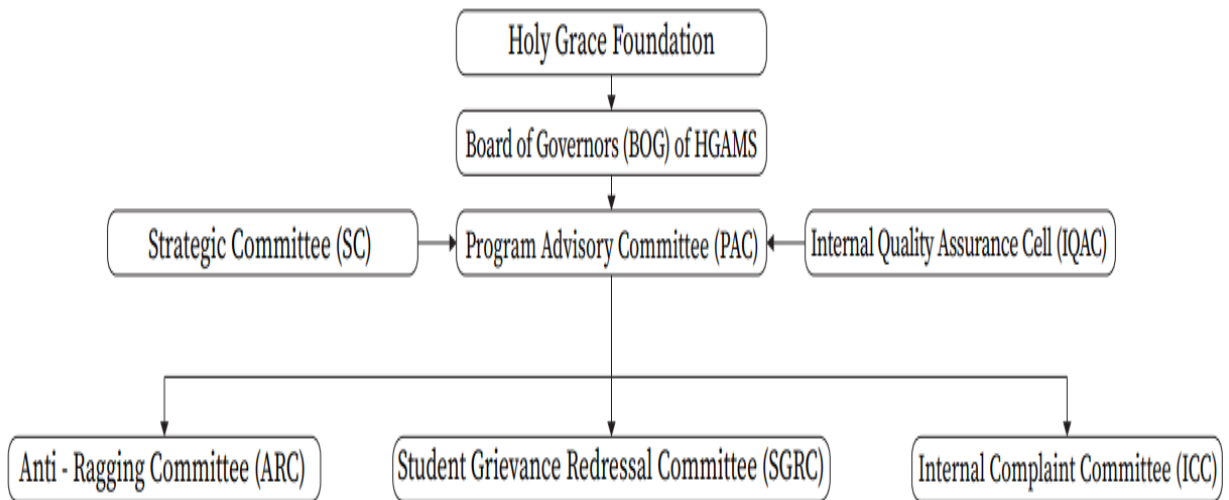 Holy Grace Foundation
Board of Governors (BOG) of HGAMS
Strategic Committee (SC)
Program Advisory Committee (PAC)
Internal Quality Assurance Cell (IQAC)
Anti - Ragging Committee (ARC)
Student Grievance Redressal Committee (SGRC)
Internal Complaint Committee (ICC)